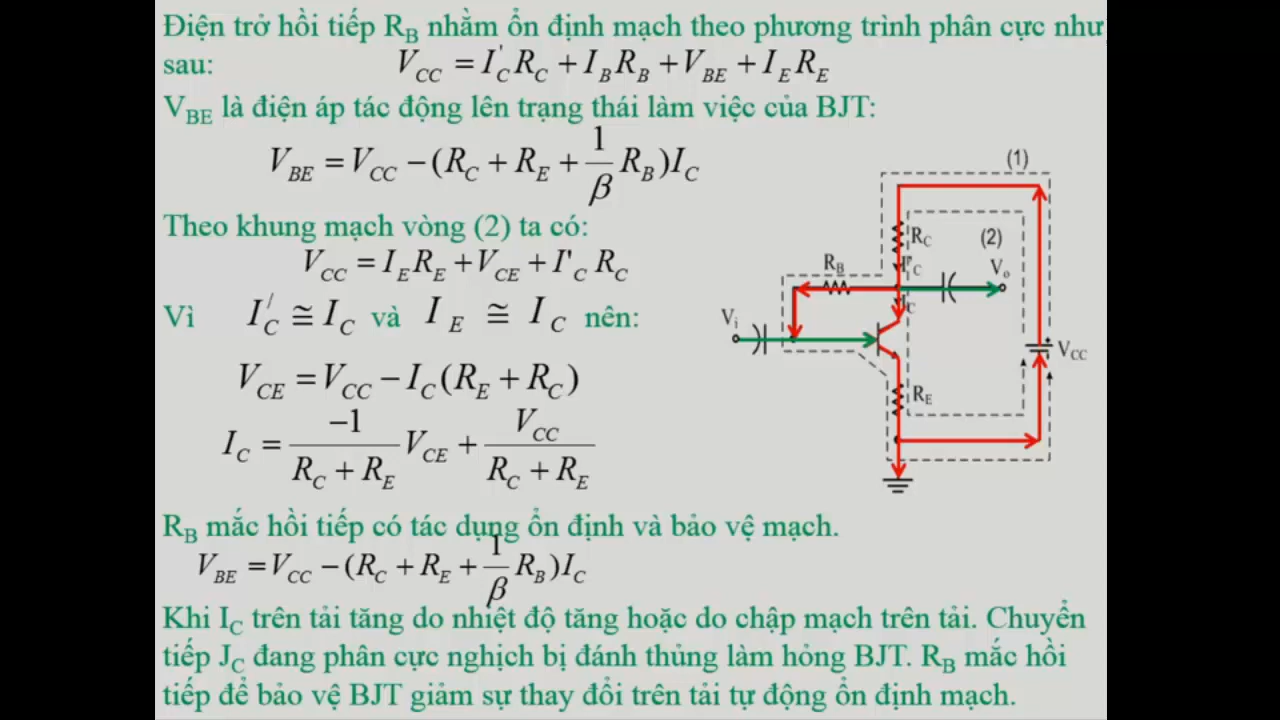 Điện trở hồi tiếp R_B nhằm ổn định mạch theo phương trình phân cực như
sau: V_CC = I'_C R_C + I_B R_B + V_BE + I_E R_E
V_BE là điện áp tác động lên trạng thái làm việc của BJT:
V_BE = V_CC − (R_C + R_E + 1/β R_B) I_C
Theo khung mạch vòng (2) ta có:
V_CC = I_E R_E + V_CE + I'_C R_C
Vì I'_C ≅ I_C và I_E ≅ I_C nên:
V_CE = V_CC − I_C (R_E + R_C)
I_C = −1/(R_C + R_E) V_CE + V_CC/(R_C + R_E)
R_B mắc hồi tiếp có tác dụng ổn định và bảo vệ mạch.
V_BE = V_CC − (R_C + R_E + 1/β R_B) I_C
Khi I_C trên tải tăng do nhiệt độ tăng hoặc do chập mạch trên tải. Chuyển
tiếp J_C đang phân cực nghịch bị đánh thủng làm hỏng BJT. R_B mắc hồi
tiếp để bảo vệ BJT giảm sự thay đổi trên tải tự động ổn định mạch.
(1)
R_C
(2)
R_B
I'_C
V_o
I_C
V_i
V_CC
R_E